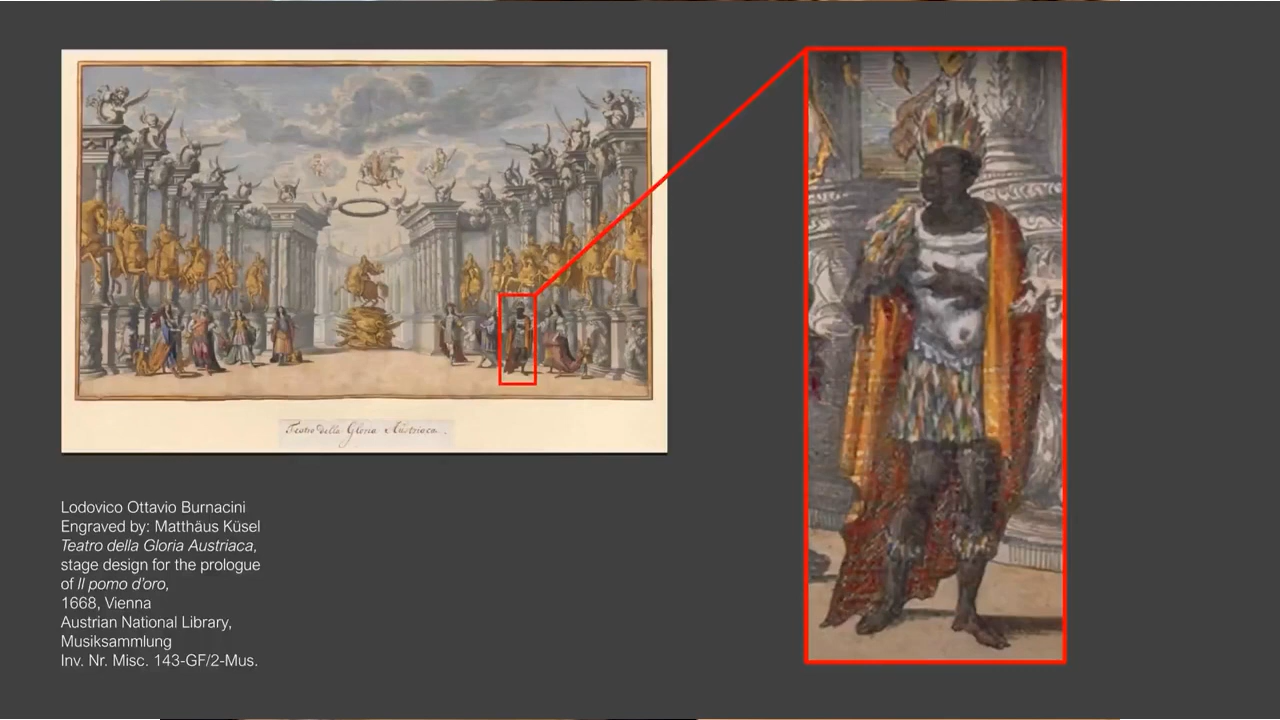 Teatro della Gloria Austriaca.
Lodovico Ottavio Burnacini
Engraved by: Matthäus Küsel
Teatro della Gloria Austriaca,
stage design for the prologue
of Il pomo d'oro,
1668, Vienna
Austrian National Library,
Musiksammlung
Inv. Nr. Misc. 143-GF/2-Mus.